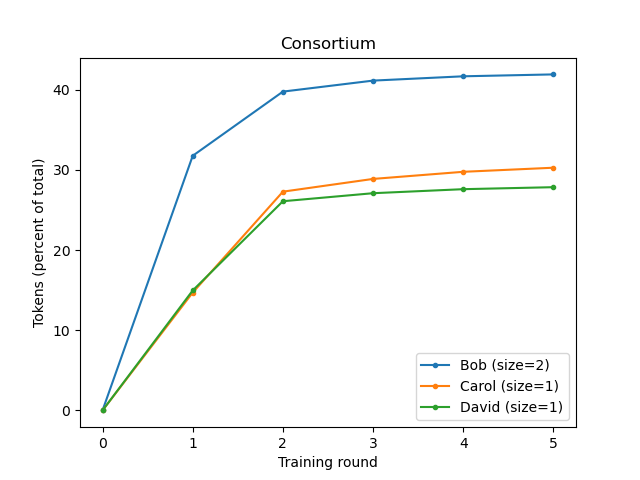 Consortium
Tokens (percent of total)
40
30
20
10
0
0 1 2 3 4 5
Training round
Bob (size=2)
Carol (size=1)
David (size=1)